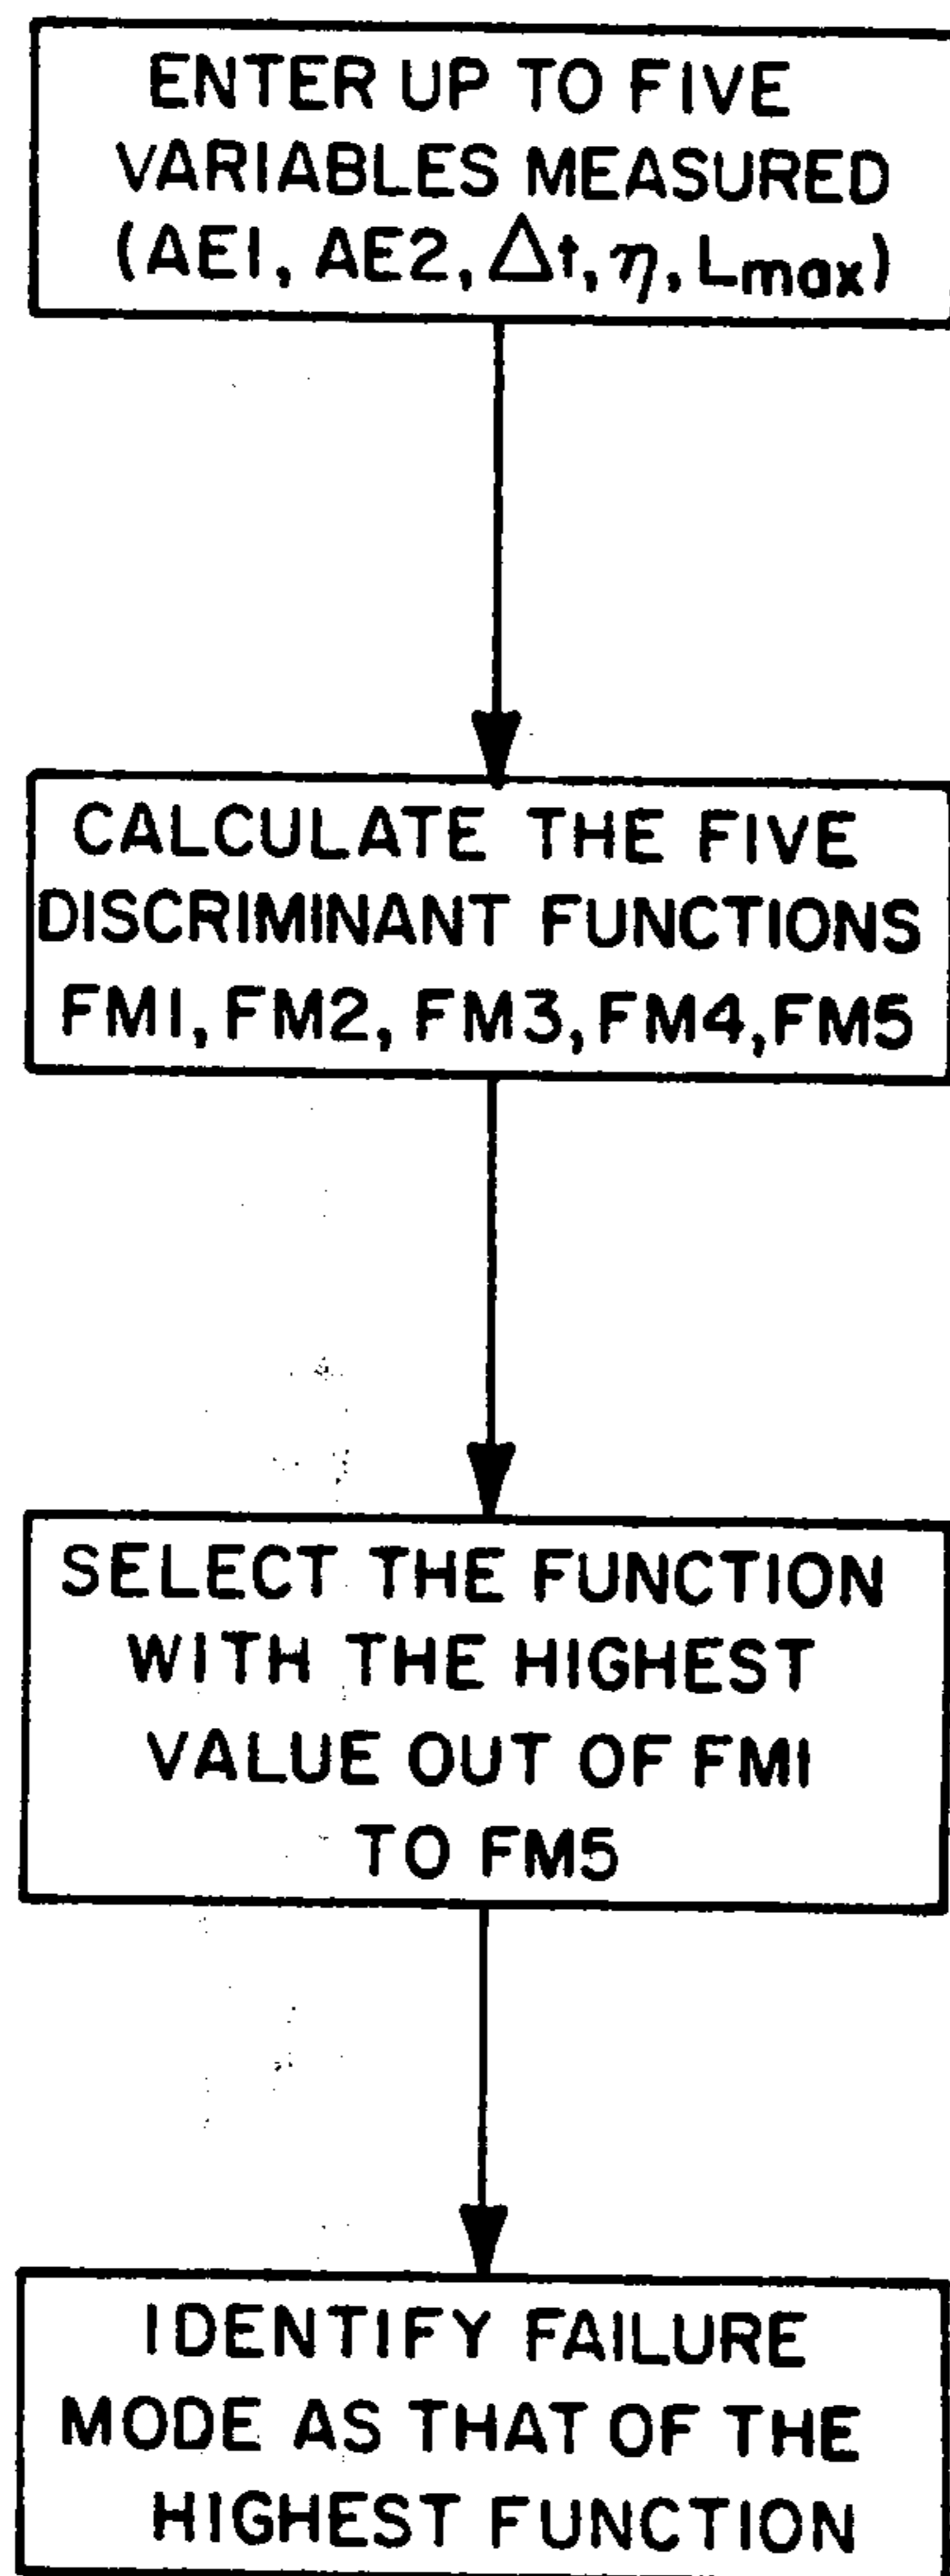 ENTER UP TO FIVE
VARIABLES MEASURED
(AE1, AE2, Δt, η, Lmax)
CALCULATE THE FIVE
DISCRIMINANT FUNCTIONS
FM1, FM2, FM3, FM4, FM5
SELECT THE FUNCTION
WITH THE HIGHEST
VALUE OUT OF FM1
TO FM5
IDENTIFY FAILURE
MODE AS THAT OF THE
HIGHEST FUNCTION